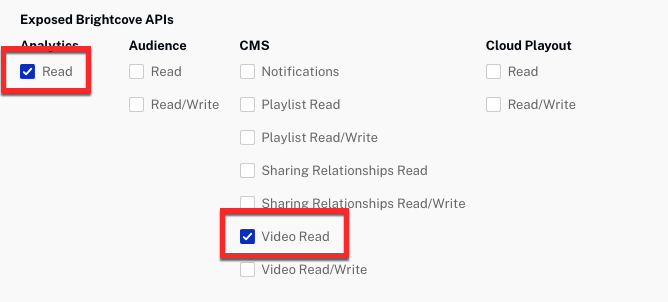 Exposed Brightcove APIs
Analytics
Read
Audience
Read
Read/Write
CMS
Notifications
Playlist Read
Playlist Read/Write
Sharing Relationships Read
Sharing Relationships Read/Write
Video Read
Video Read/Write
Cloud Playout
Read
Read/Write